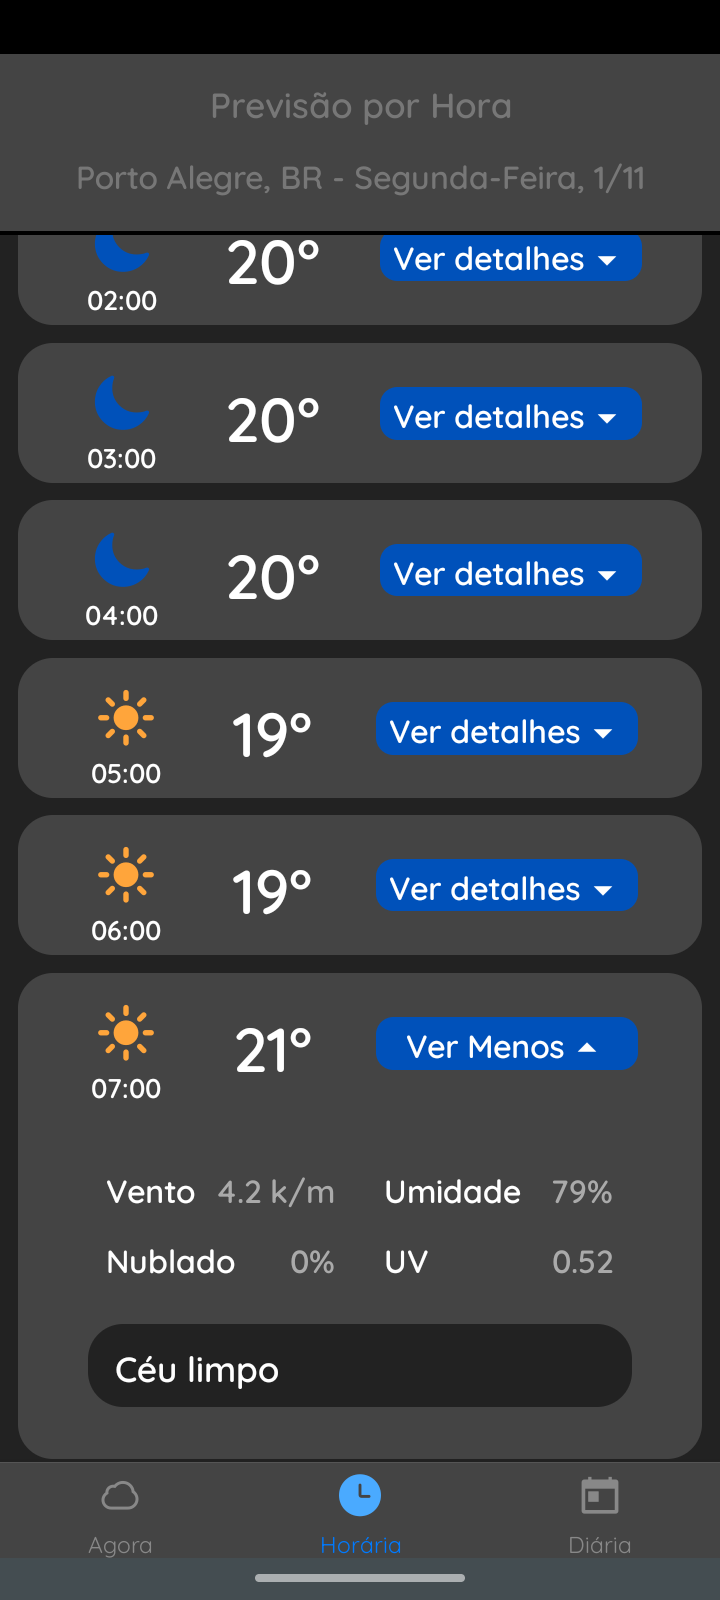 Previsão por Hora
Porto Alegre, BR - Segunda-Feira, 1/11
20° Ver detalhes
02:00
20° Ver detalhes
03:00
20° Ver detalhes
04:00
19° Ver detalhes
05:00
19° Ver detalhes
06:00
21° Ver Menos
07:00
Vento 4.2 k/m Umidade 79%
Nublado 0% UV 0.52
Céu limpo
Agora Horária Diária